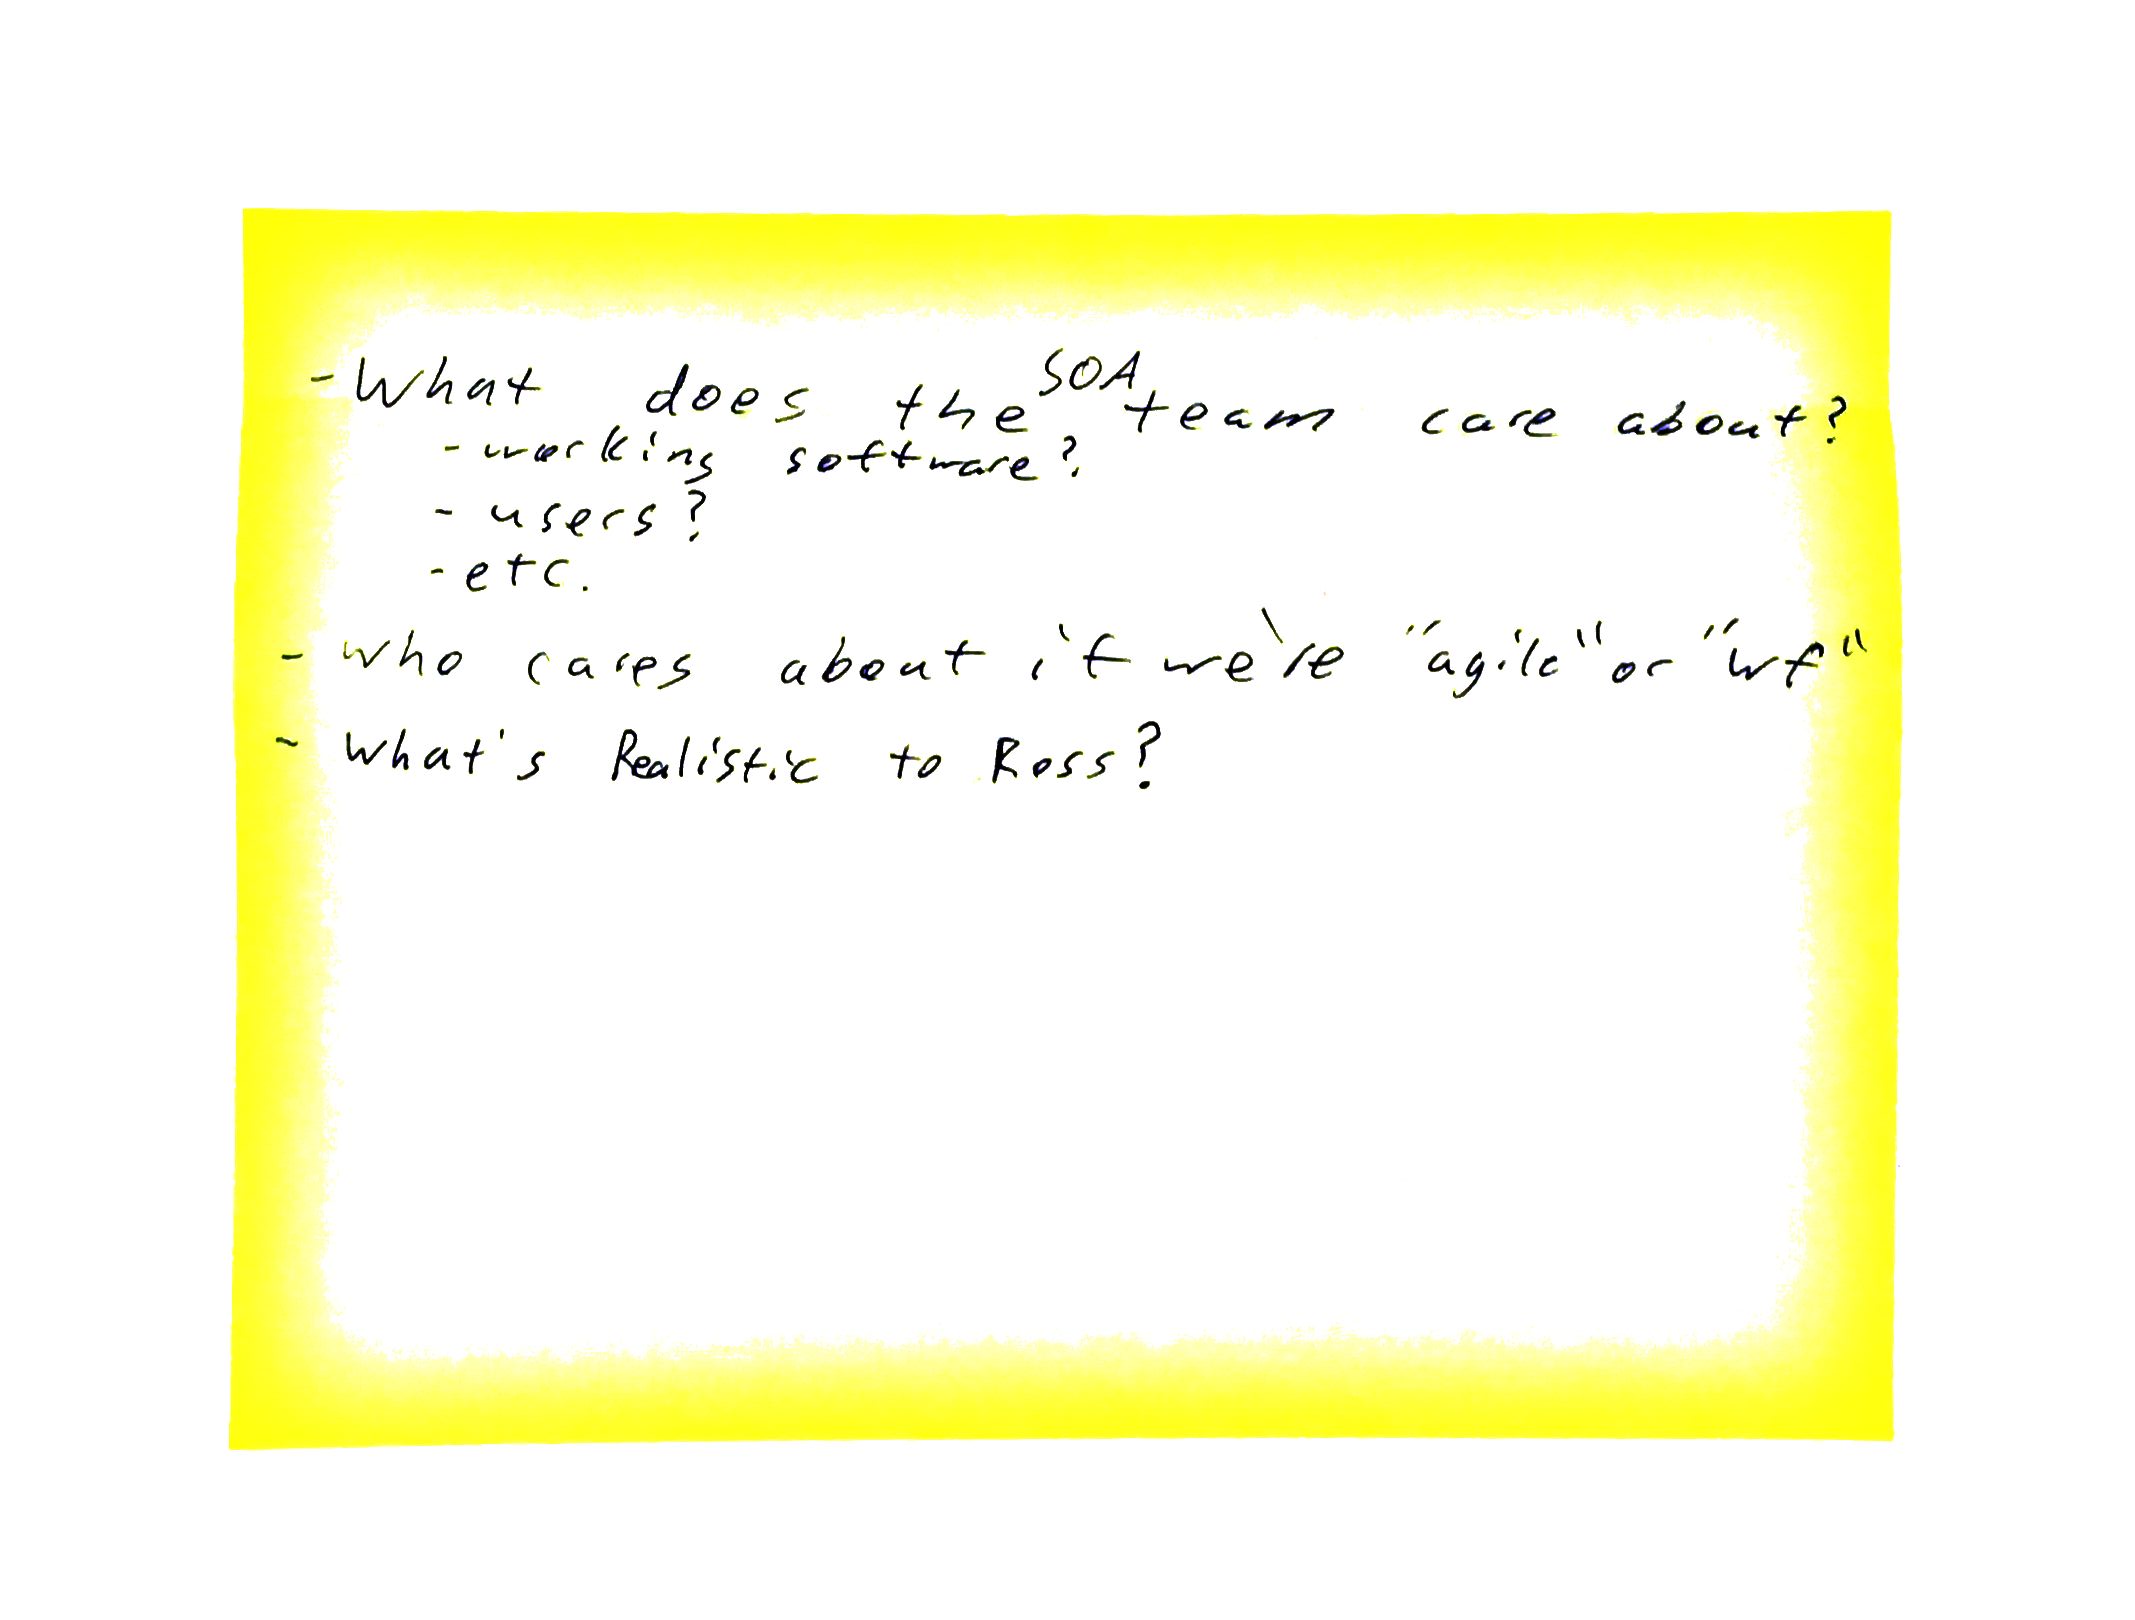 - What does the SOA team care about?
- working software?
- users?
- etc.
- who cares about if we're "agile" or "wf"
- what's Realistic to Ross?